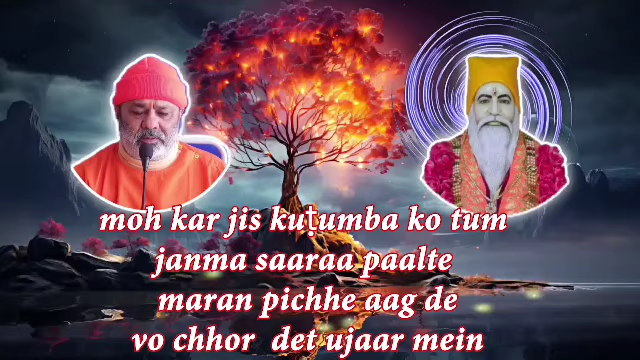 moh kar jis kuṭumba ko tum
janma saaraa paalte
maran pichhe aag de
vo chhor det ujaar mein